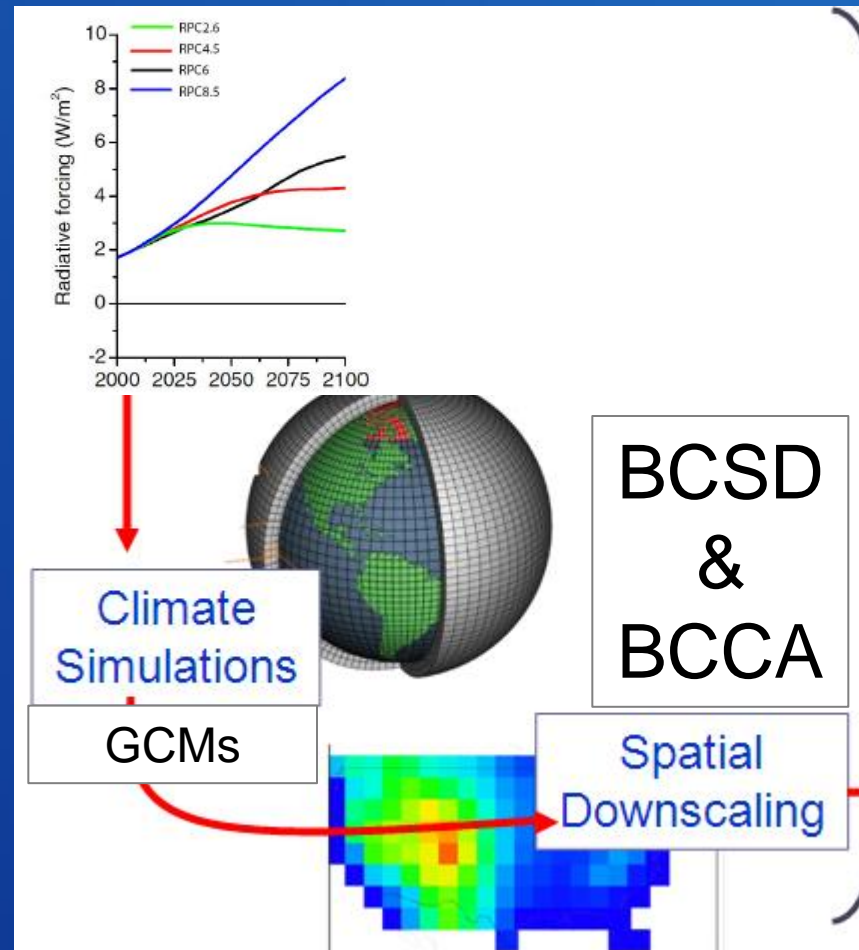 RPC2.6
RPC4.5
RPC6
RPC8.5
Radiative forcing (W/m²)
10
8
6
4
2
0
-2
2000 2025 2050 2075 2100
Climate
Simulations
GCMs
BCSD
&
BCCA
Spatial
Downscaling